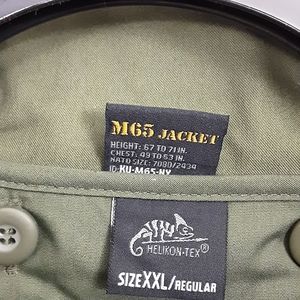 M65 JACKET
HEIGHT: 67 TO 71 IN.
CHEST: 49 TO 53 IN.
NATO SIZE: 7080/2434
ID: KU-M65-NY
HELIKON-TEX®
SIZE XXL/REGULAR